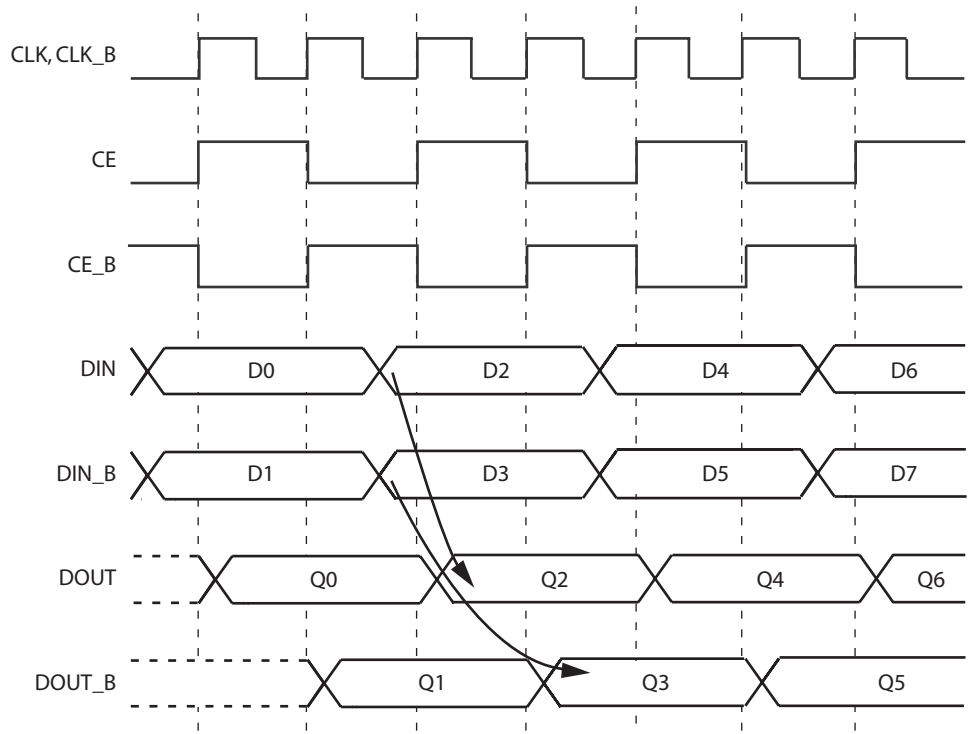 CLK, CLK_B
CE
CE_B
DIN D0 D2 D4 D6
DIN_B D1 D3 D5 D7
DOUT Q0 Q2 Q4 Q6
DOUT_B Q1 Q3 Q5